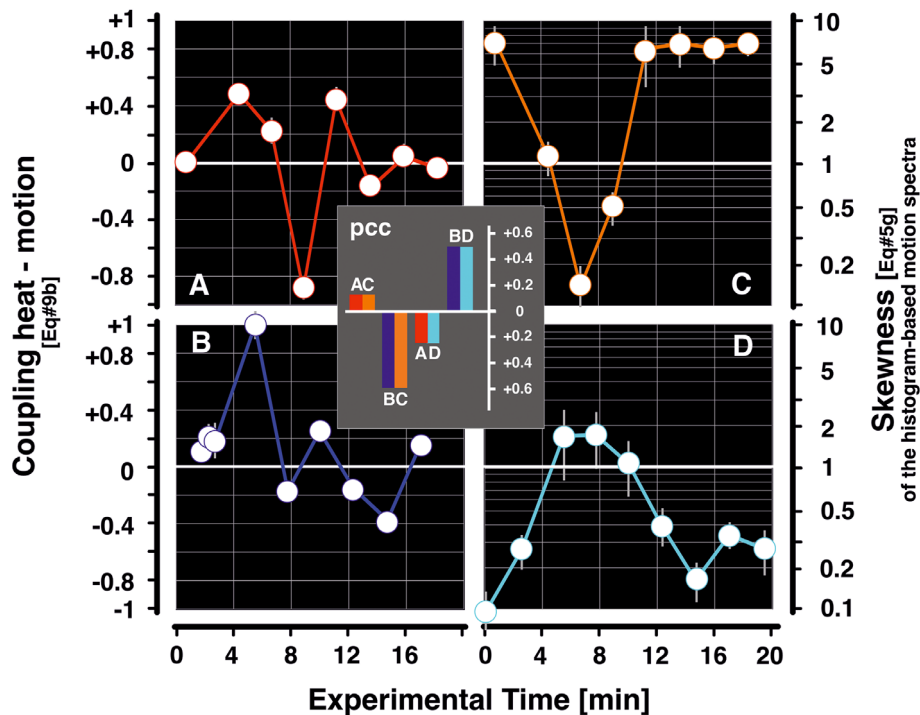 +1
+0.8
+0.4
0
-0.4
-0.8
+1
+0.8
+0.4
0
-0.4
-0.8
-1
Coupling heat - motion
[Eq#9b]
A
B
C
D
pcc
AC
BC
AD
BD
+0.6
+0.4
+0.2
0
+0.2
+0.4
+0.6
10
5
2
1
0.5
0.2
10
5
2
1
0.5
0.2
0.1
Skewness [Eq#5g]
of the histogram-based motion spectra
0 4 8 12 16
0 4 8 12 16 20
Experimental Time [min]